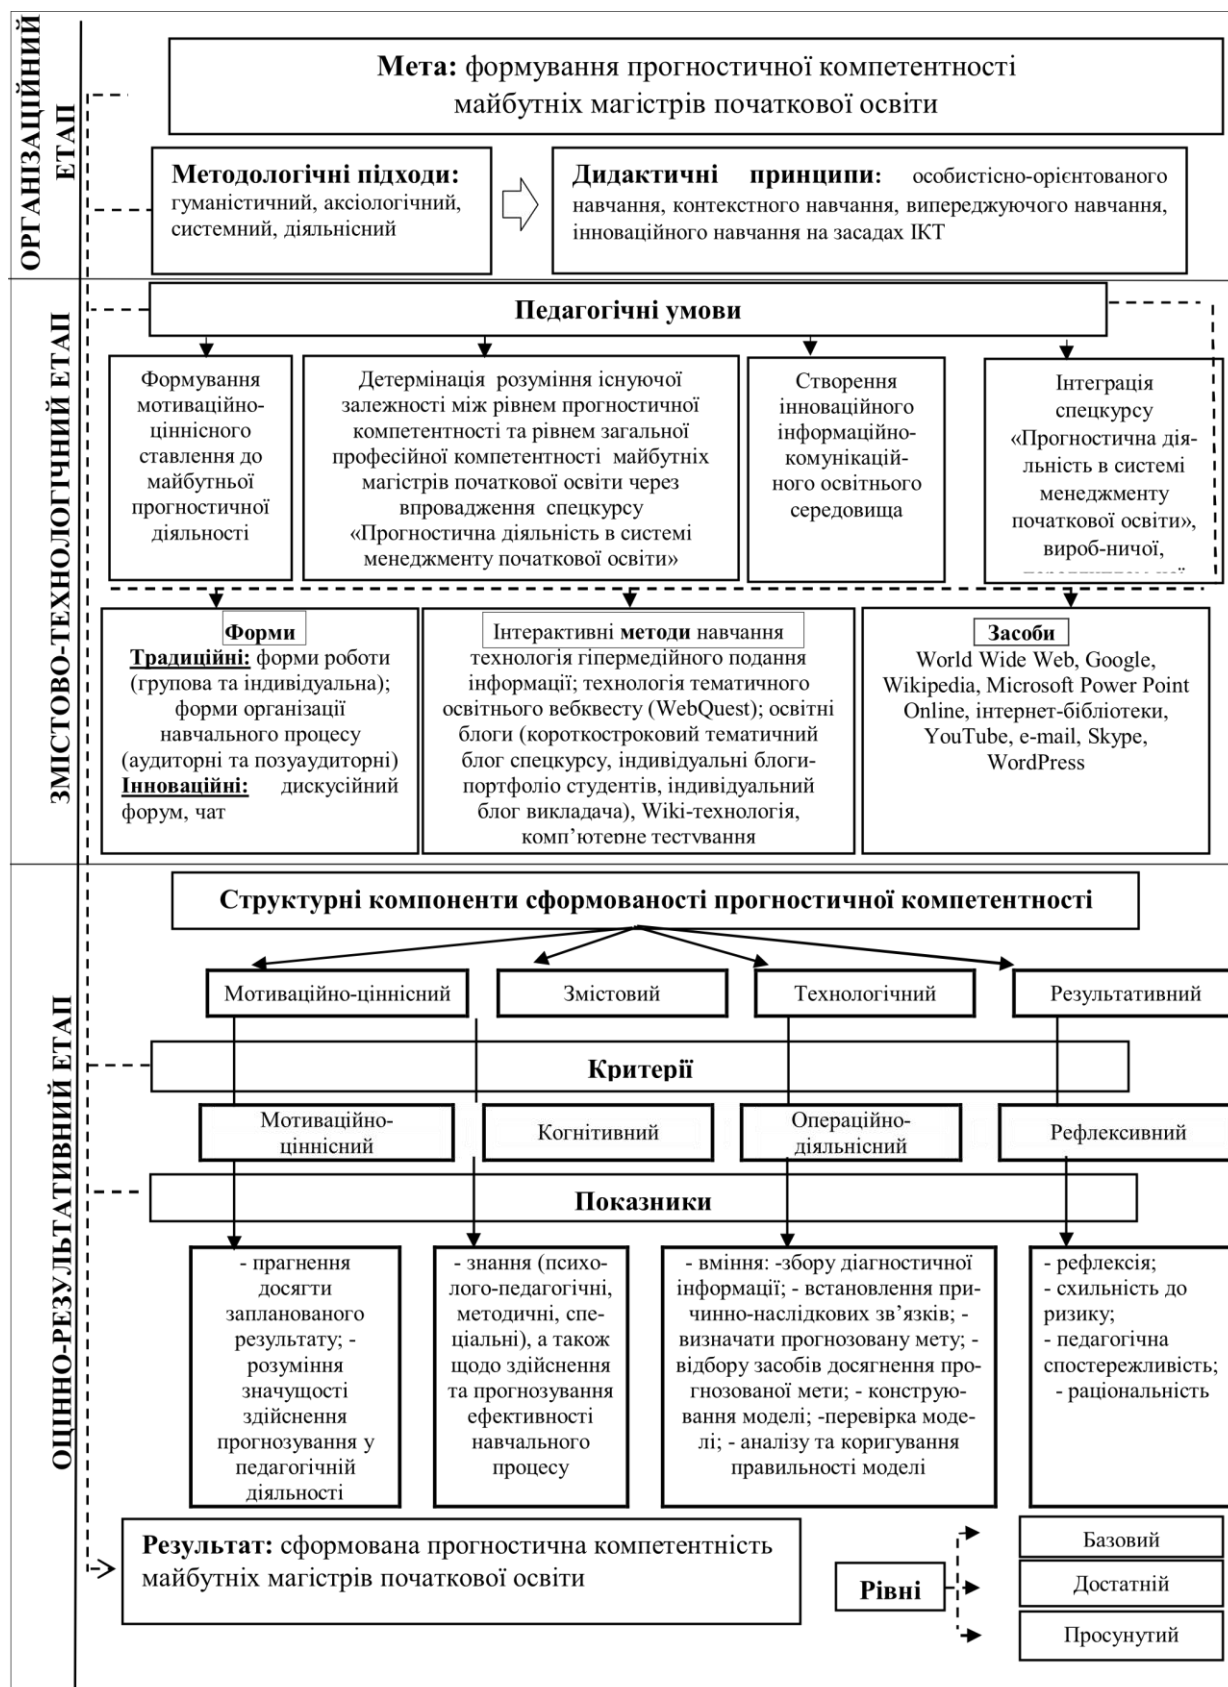 ОРГАНІЗАЦІЙНИЙ
ЕТАП
Мета: формування прогностичної компетентності
майбутніх магістрів початкової освіти
Методологічні підходи:
гуманістичний, аксіологічний,
системний, діяльнісний
Дидактичні принципи: особистісно-орієнтованого
навчання, контекстного навчання, випереджуючого навчання,
інноваційного навчання на засадах ІКТ
ЗМІСТОВО-ТЕХНОЛОГІЧНИЙ ЕТАП
Педагогічні умови
Формування
мотиваційно-
ціннісного
ставлення до
майбутньої
прогностичної
діяльності
Детермінація розуміння існуючої
залежності між рівнем прогностичної
компетентності та рівнем загальної
професійної компетентності майбутніх
магістрів початкової освіти через
впровадження спецкурсу
«Прогностична діяльність в системі
менеджменту початкової освіти»
Створення
інноваційного
інформаційно-
комунікацій-
ного освітнього
середовища
Інтеграція
спецкурсу
«Прогностична дія-
льність в системі
менеджменту
початкової освіти»,
вироб-ничої,
Форми
Традиційні: форми роботи
(групова та індивідуальна);
форми організації
навчального процесу
(аудиторні та позуаудиторні)
Інноваційні: дискусійний
форум, чат
Інтерактивні методи навчання
технологія гіпермедійного подання
інформації; технологія тематичного
освітнього вебквесту (WebQuest); освітні
блоги (короткостроковий тематичний
блог спецкурсу, індивідуальні блоги-
портфоліо студентів, індивідуальний
блог викладача), Wiki-технологія,
комп’ютерне тестування
Засоби
World Wide Web, Google,
Wikipedia, Microsoft Power Point
Online, інтернет-бібліотеки,
YouTube, e-mail, Skype,
WordPress
ОЦІННО-РЕЗУЛЬТАТИВНИЙ ЕТАП
Структурні компоненти сформованості прогностичної компетентності
Мотиваційно-ціннісний
Змістовий
Технологічний
Результативний
Критерії
Мотиваційно-
ціннісний
Когнітивний
Операційно-
діяльнісний
Рефлексивний
Показники
- прагнення
досягти
запланованого
результату; -
розуміння
значущості
здійснення
прогнозування у
педагогічній
діяльності
- знання (психо-
лого-педагогічні,
методичні, спе-
ціальні), а також
щодо здійснення
та прогнозування
ефективності
навчального
процесу
- вміння: -збору діагностичної
інформації; - встановлення при-
чинно-наслідкових зв’язків; -
визначати прогнозовану мету; -
відбору засобів досягнення про-
гнозованої мети; - конструю-
вання моделі; -перевірка моде-
лі; - аналізу та коригування
правильності моделі
- рефлексія;
- схильність до
ризику;
- педагогічна
спостережливість;
- раціональність
Результат: сформована прогностична компетентність
майбутніх магістрів початкової освіти
Рівні
Базовий
Достатній
Просунутий